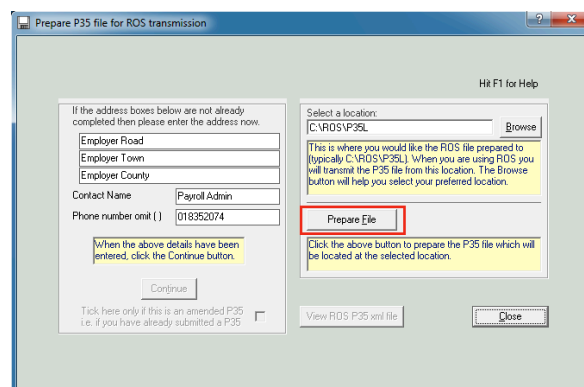 Prepare P35 file for ROS transmission
Hit F1 for Help
If the address boxes below are not already
completed then please enter the address now.
Employer Road
Employer Town
Employer County
Contact Name
Payroll Admin
Phone number omit ( )
018352074
When the above details have been
entered, click the Continue button.
Continue
Tick here only if this is an amended P35
i.e. if you have already submitted a P35
Select a location:
C:\ROS\P35L
Browse
This is where you would like the ROS file prepared to
(typically C:\ROS\P35L). When you are using ROS you
will transmit the P35 file from this location. The Browse
button will help you select your preferred location.
Prepare File
Click the above button to prepare the P35 file which will
be located at the selected location.
View ROS P35 xml file
Close